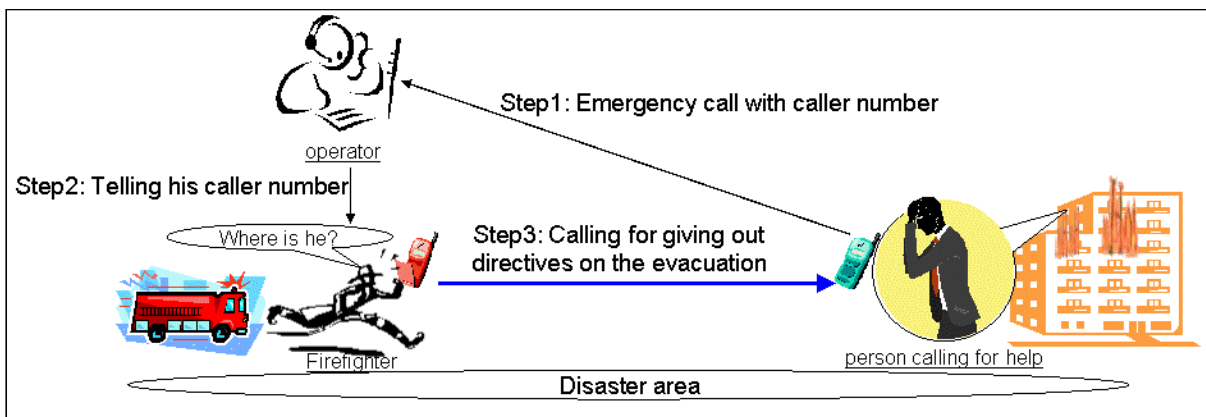 Step1: Emergency call with caller number
operator
Step2: Telling his caller number
Where is he?
Step3: Calling for giving out
directives on the evacuation
Firefighter
person calling for help
Disaster area